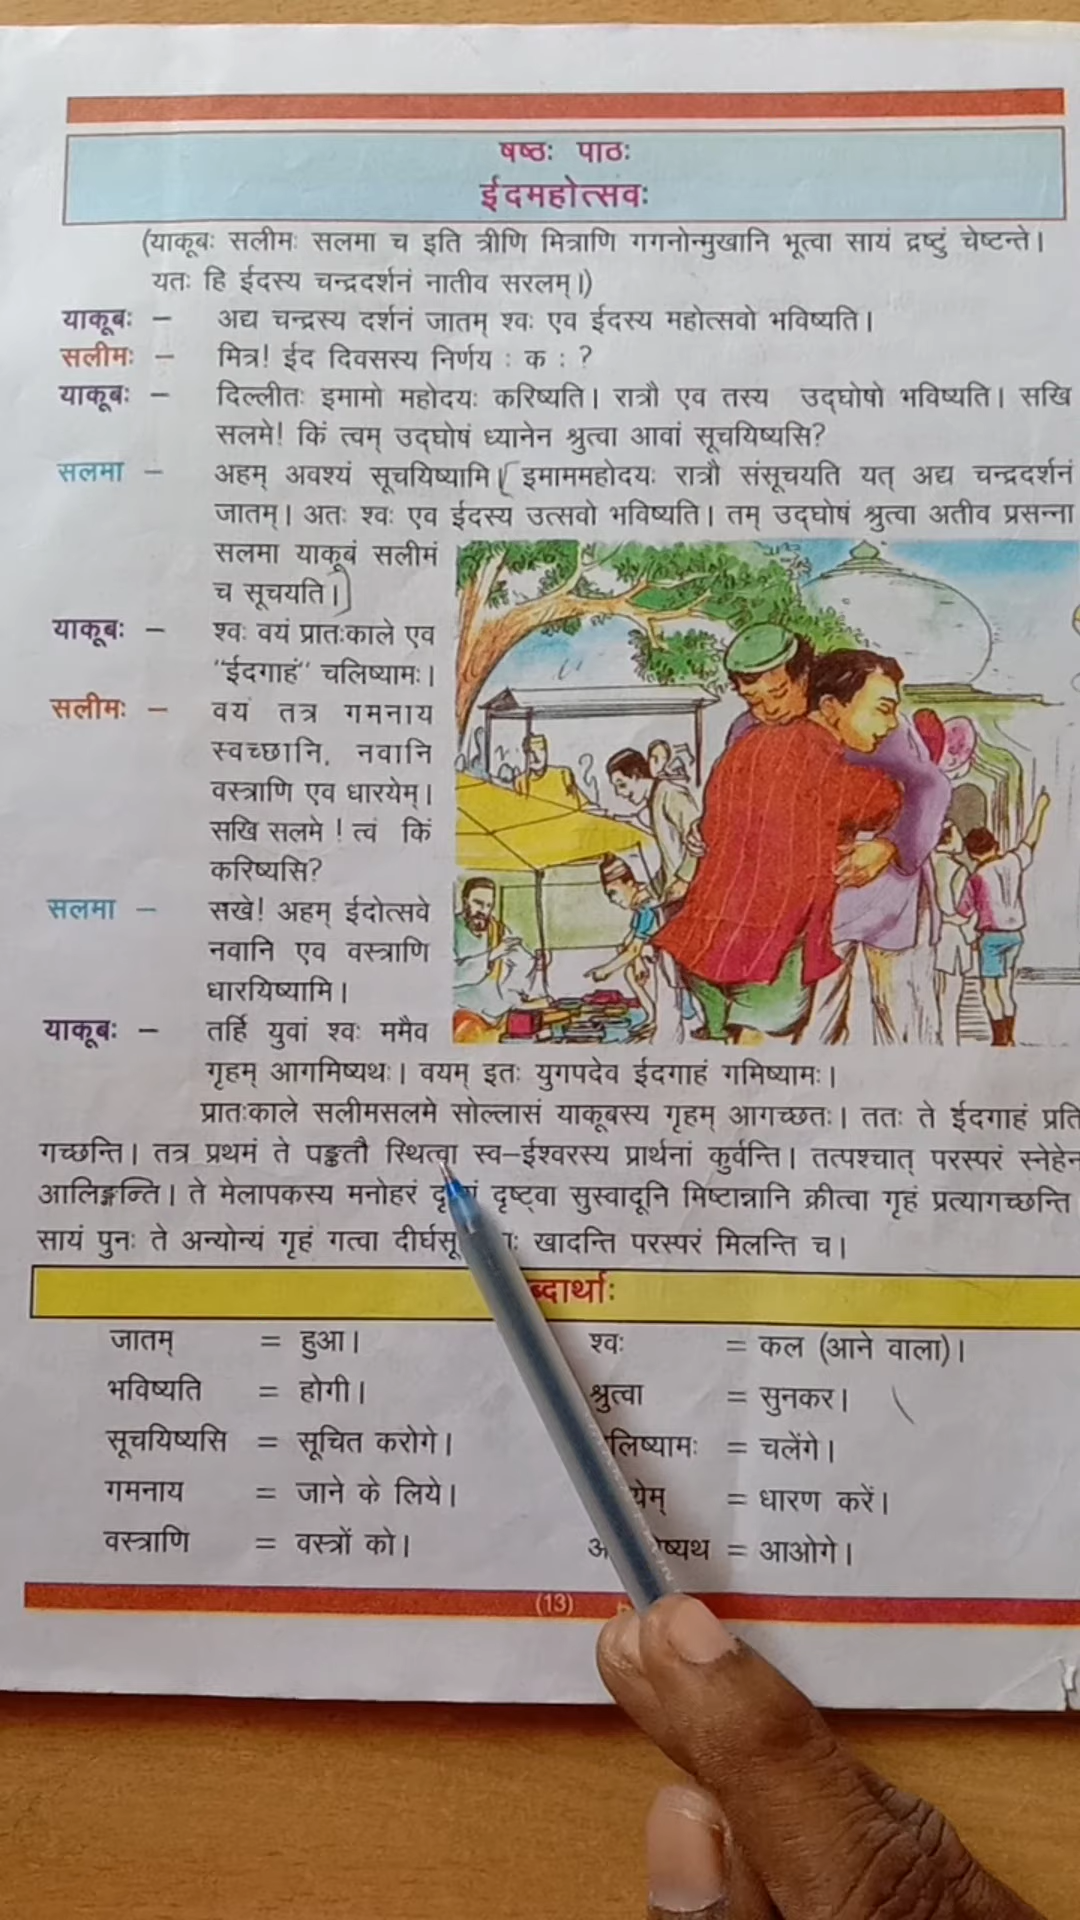 षष्ठः पाठः
ईदमहोत्सवः
(याकूबः सलीमः सलमा च इति त्रीणि मित्राणि गगनोन्मुखानि भूत्वा सायं द्रष्टुं चेष्टन्ते।
यतः हि ईदस्य चन्द्रदर्शनं नातीव सरलम्।)
याकूबः – अद्य चन्द्रस्य दर्शनं जातम् श्वः एव ईदस्य महोत्सवो भविष्यति।
सलीमः – मित्र! ईद दिवसस्य निर्णय : क : ?
याकूबः – दिल्लीतः इमामो महोदयः करिष्यति। रात्रौ एव तस्य उद्घोषो भविष्यति। सखि
सलमे! किं त्वम् उद्घोषं ध्यानेन श्रुत्वा आवां सूचयिष्यसि?
सलमा – अहम् अवश्यं सूचयिष्यामि। (इमाममहोदयः रात्रौ संसूचयति यत् अद्य चन्द्रदर्शनं
जातम्। अतः श्वः एव ईदस्य उत्सवो भविष्यति। तम् उद्घोषं श्रुत्वा अतीव प्रसन्ना
सलमा याकूबं सलीमं
च सूचयति।)
याकूबः – श्वः वयं प्रातःकाले एव
"ईदगाहं" चलिष्यामः।
सलीमः – वयं तत्र गमनाय
स्वच्छानि, नवानि
वस्त्राणि एव धारयेम्।
सखि सलमे ! त्वं किं
करिष्यसि?
सलमा – सखे! अहम् ईदोत्सवे
नवानि एव वस्त्राणि
धारयिष्यामि।
याकूबः – तर्हि युवां श्वः ममैव
गृहम् आगमिष्यथः। वयम् इतः युगपदेव ईदगाहं गमिष्यामः।
प्रातःकाले सलीमसलमे सोल्लासं याकूबस्य गृहम् आगच्छतः। ततः ते ईदगाहं प्रति
गच्छन्ति। तत्र प्रथमं ते पङ्क्तौ स्थित्वा स्व–ईश्वरस्य प्रार्थनां कुर्वन्ति। तत्पश्चात् परस्परं स्नेहेन
आलिङ्गन्ति। ते मेलापकस्य मनोहरं दृष्ट्वा सुस्वादूनि मिष्टान्नानि क्रीत्वा गृहं प्रत्यागच्छन्ति
सायं पुनः ते अन्योन्यं गृहं गत्वा खादन्ति परस्परं मिलन्ति च।
जातम् = हुआ। श्वः = कल (आने वाला)।
भविष्यति = होगी। श्रुत्वा = सुनकर।
सूचयिष्यसि = सूचित करोगे। लिष्यामः = चलेंगे।
गमनाय = जाने के लिये। येम् = धारण करें।
वस्त्राणि = वस्त्रों को। = आओगे।
(13)